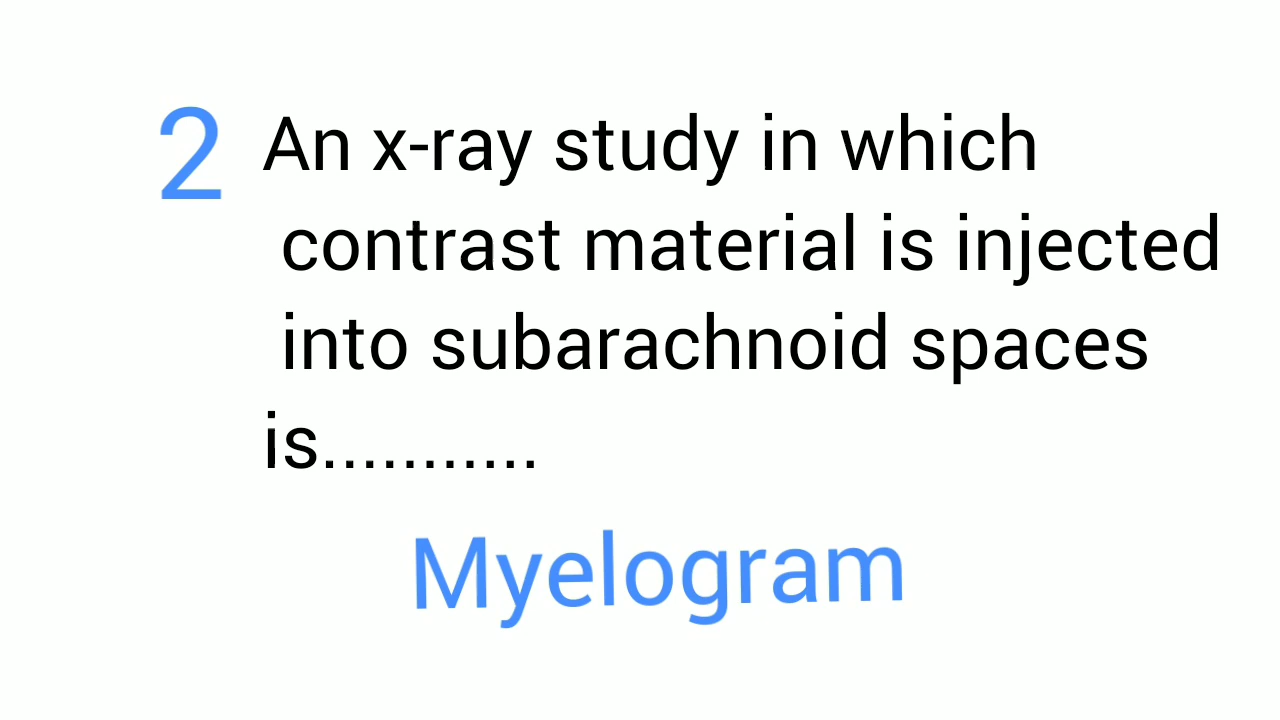 2 An x-ray study in which
contrast material is injected
into subarachnoid spaces
is...........
Myelogram